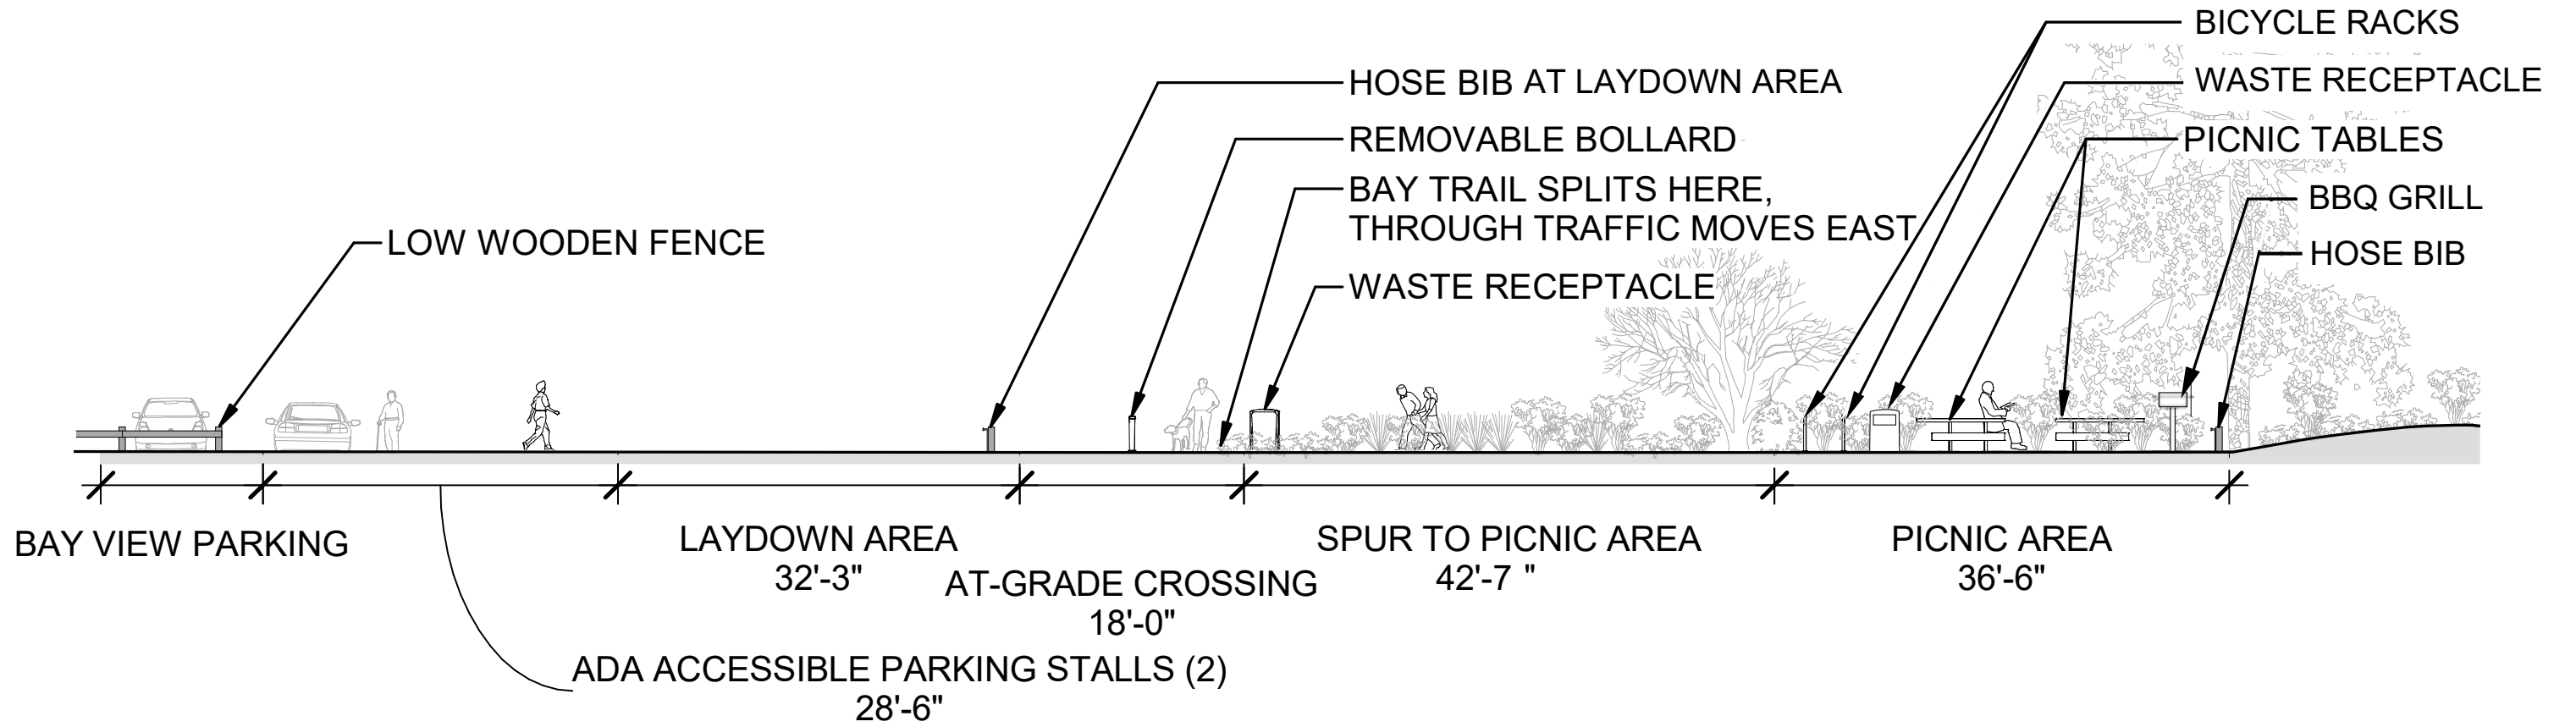 BICYCLE RACKS
WASTE RECEPTACLE
PICNIC TABLES
BBQ GRILL
HOSE BIB
HOSE BIB AT LAYDOWN AREA
REMOVABLE BOLLARD
BAY TRAIL SPLITS HERE,
THROUGH TRAFFIC MOVES EAST
WASTE RECEPTACLE
LOW WOODEN FENCE
BAY VIEW PARKING
ADA ACCESSIBLE PARKING STALLS (2)
28'-6"
LAYDOWN AREA
32'-3"
AT-GRADE CROSSING
18'-0"
SPUR TO PICNIC AREA
42'-7 "
PICNIC AREA
36'-6"